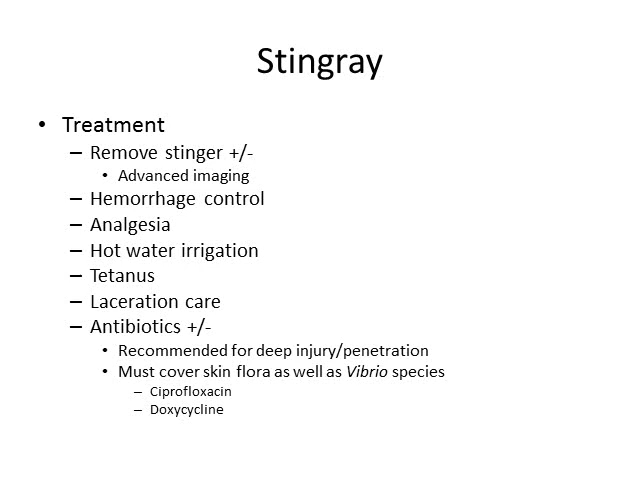 Stingray
• Treatment
– Remove stinger +/-
• Advanced imaging
– Hemorrhage control
– Analgesia
– Hot water irrigation
– Tetanus
– Laceration care
– Antibiotics +/-
• Recommended for deep injury/penetration
• Must cover skin flora as well as Vibrio species
– Ciprofloxacin
– Doxycycline